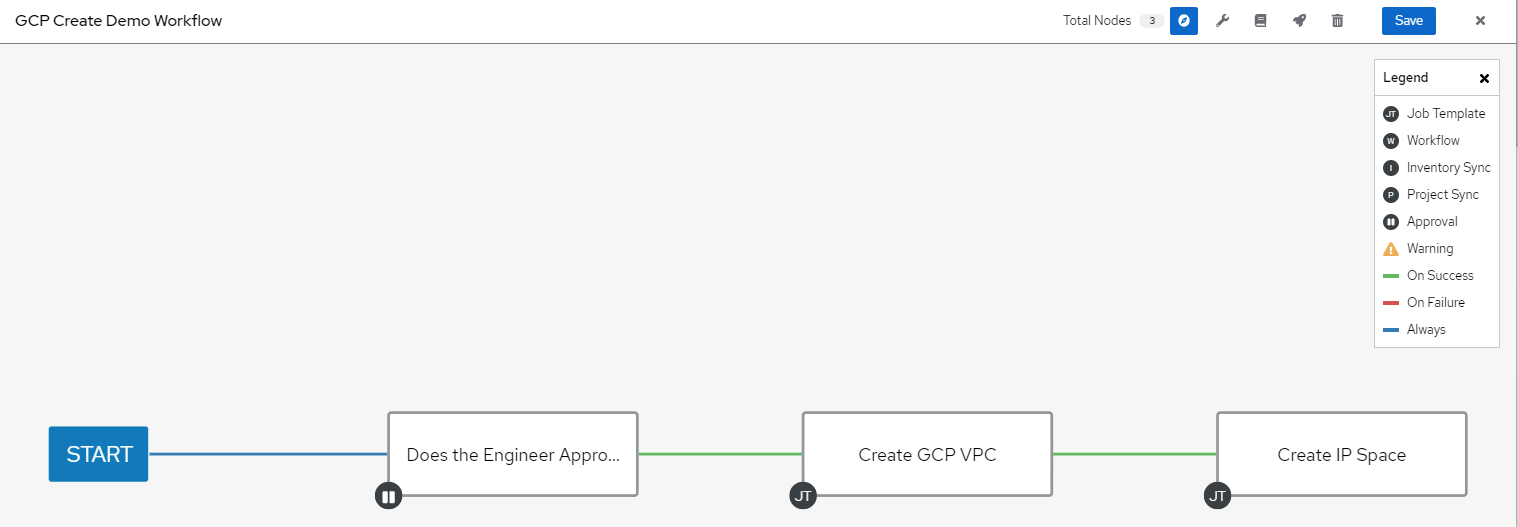 GCP Create Demo Workflow
Total Nodes 3
Save
Legend
JT Job Template
W Workflow
I Inventory Sync
P Project Sync
Approval
Warning
On Success
On Failure
Always
START
Does the Engineer Appro...
Create GCP VPC
JT
Create IP Space
JT